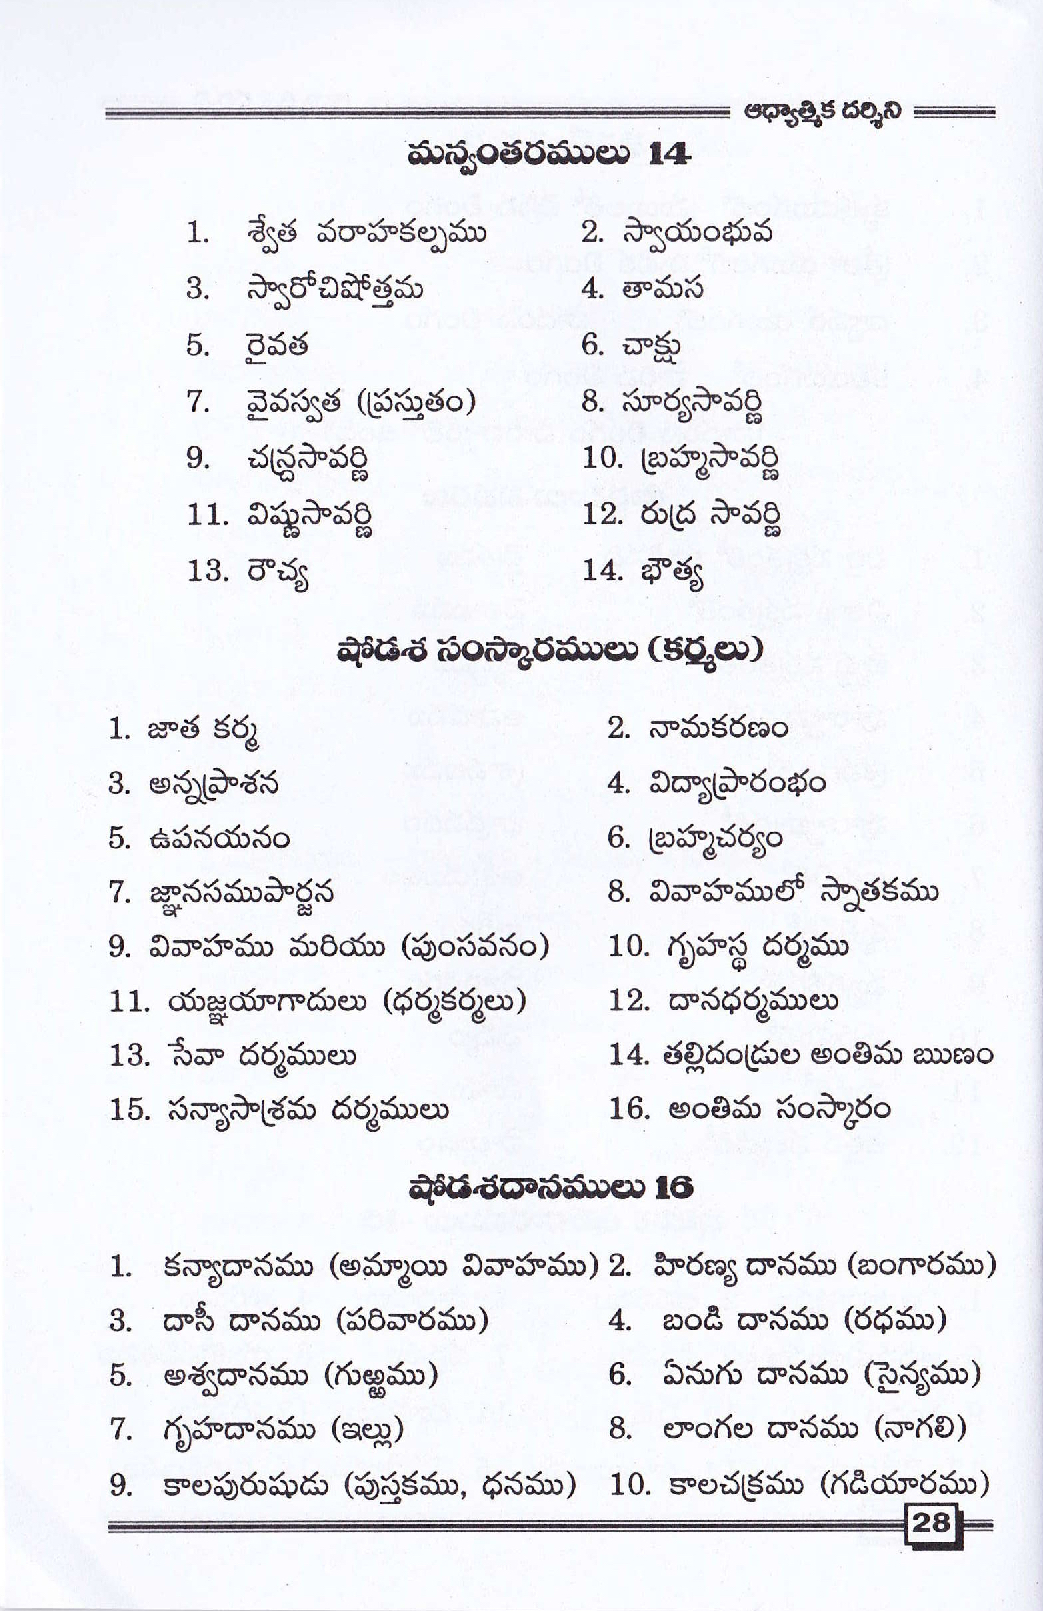 ఆధ్యాత్మిక దర్శిని
మన్వంతరములు 14
1. శ్వేత వరాహకల్పము 2. స్వాయంభువ
3. స్వారోచిషోత్తమ 4. తామస
5. రైవత 6. చాక్షు
7. వైవస్వత (ప్రస్తుతం) 8. సూర్యసావర్ణి
9. చన్ద్రసావర్ణి 10. బ్రహ్మసావర్ణి
11. విష్ణుసావర్ణి 12. రుద్ర సావర్ణి
13. రౌచ్య 14. భౌత్య
షోడశ సంస్కారములు (కర్మలు)
1. జాత కర్మ 2. నామకరణం
3. అన్నప్రాశన 4. విద్యాప్రారంభం
5. ఉపనయనం 6. బ్రహ్మచర్యం
7. జ్ఞానసముపార్జన 8. వివాహములో స్నాతకము
9. వివాహము మరియు (పుంసవనం) 10. గృహస్థ దర్మము
11. యజ్ఞయాగాదులు (ధర్మకర్మలు) 12. దానధర్మములు
13. సేవా దర్మములు 14. తల్లిదండ్రుల అంతిమ ఋణం
15. సన్యాసాశ్రమ దర్మములు 16. అంతిమ సంస్కారం
షోడశదానములు 16
1. కన్యాదానము (అమ్మాయి వివాహము) 2. హిరణ్య దానము (బంగారము)
3. దాసీ దానము (పరివారము) 4. బండి దానము (రధము)
5. అశ్వదానము (గుఱ్ఱము) 6. ఏనుగు దానము (సైన్యము)
7. గృహదానము (ఇల్లు) 8. లాంగల దానము (నాగలి)
9. కాలపురుషుడు (పుస్తకము, ధనము) 10. కాలచక్రము (గడియారము)
28